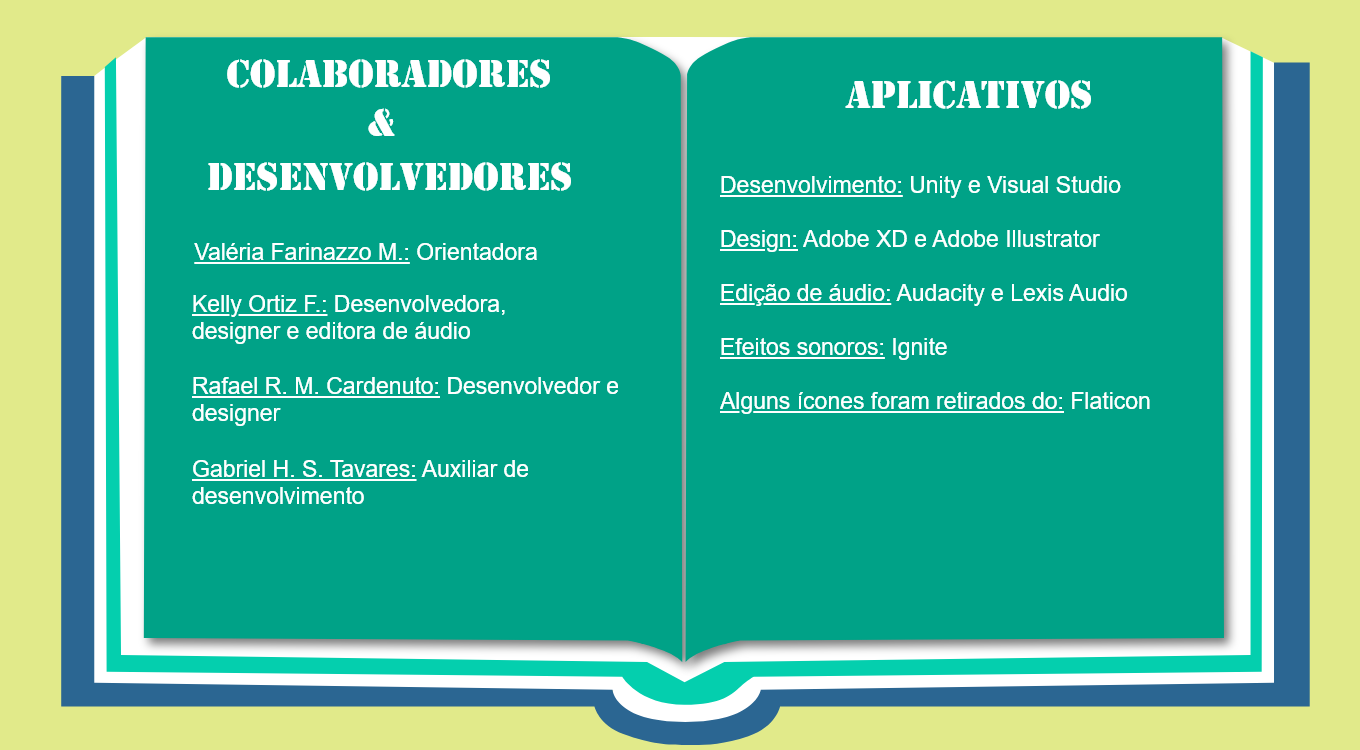 COLABORADORES
&
DESENVOLVEDORES
Valéria Farinazzo M.: Orientadora
Kelly Ortiz F.: Desenvolvedora,
designer e editora de áudio
Rafael R. M. Cardenuto: Desenvolvedor e
designer
Gabriel H. S. Tavares: Auxiliar de
desenvolvimento
APLICATIVOS
Desenvolvimento: Unity e Visual Studio
Design: Adobe XD e Adobe Illustrator
Edição de áudio: Audacity e Lexis Audio
Efeitos sonoros: Ignite
Alguns ícones foram retirados do: Flaticon